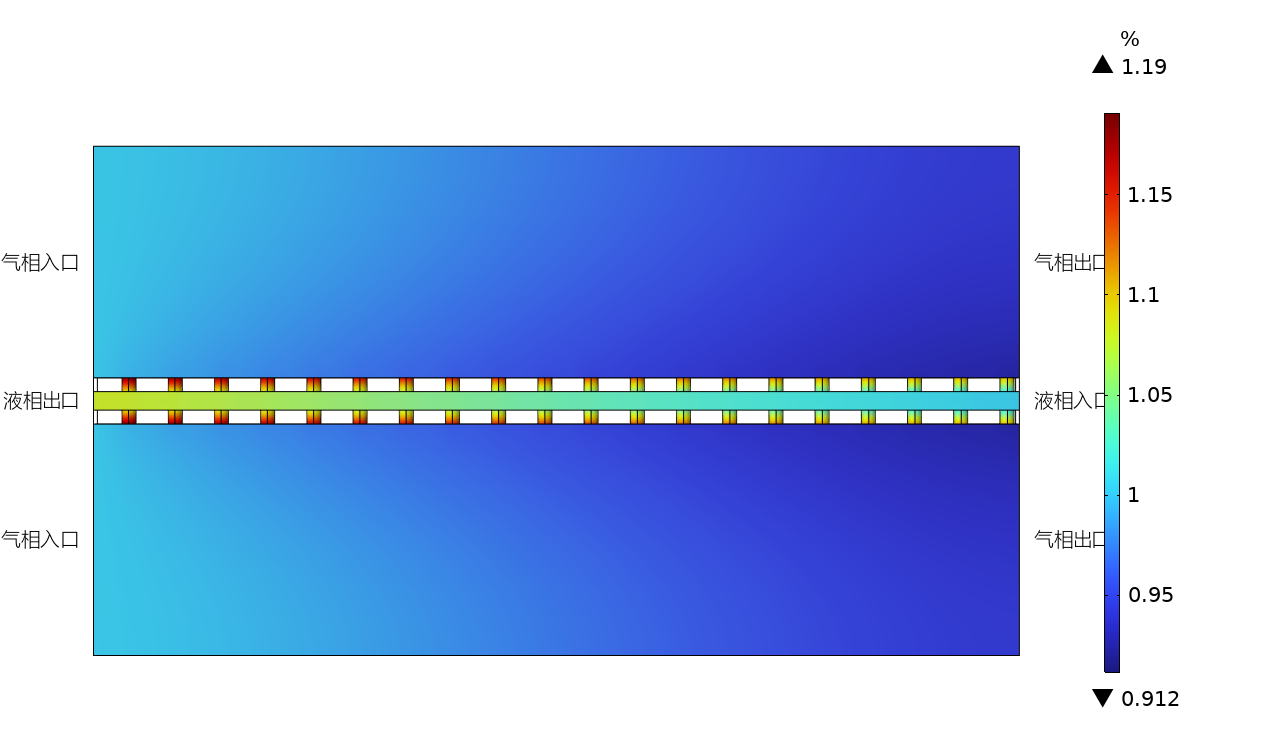 %
▲ 1.19
1.15
气相入口
气相出口
1.1
1.05
液相出口
液相入口
1
气相入口
气相出口
0.95
▼ 0.912